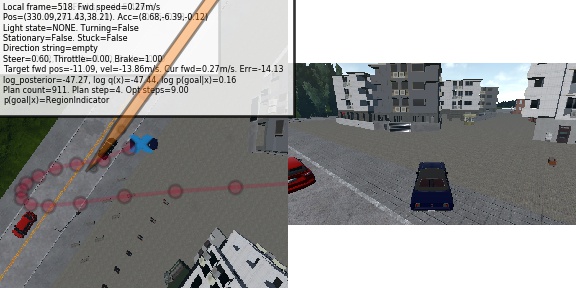 Local frame=518. Fwd speed=0.27m/s
Pos=(330.09,271.43,38.21). Acc=(8.68,-6.39,-0.12)
Light state=NONE. Turning=False
Stationary=False. Stuck=False
Direction string=empty
Steer=0.60, Throttle=0.00, Brake=1.00
Target fwd pos=-11.09, vel=-13.86m/s. Cur fwd=0.27m/s. Err=-14.13
log_posterior=-47.27, log q(x)=-47.44, log p(goal|x)=0.16
Plan count=911. Plan step=4. Opt steps=9.00
p(goal|x)=RegionIndicator